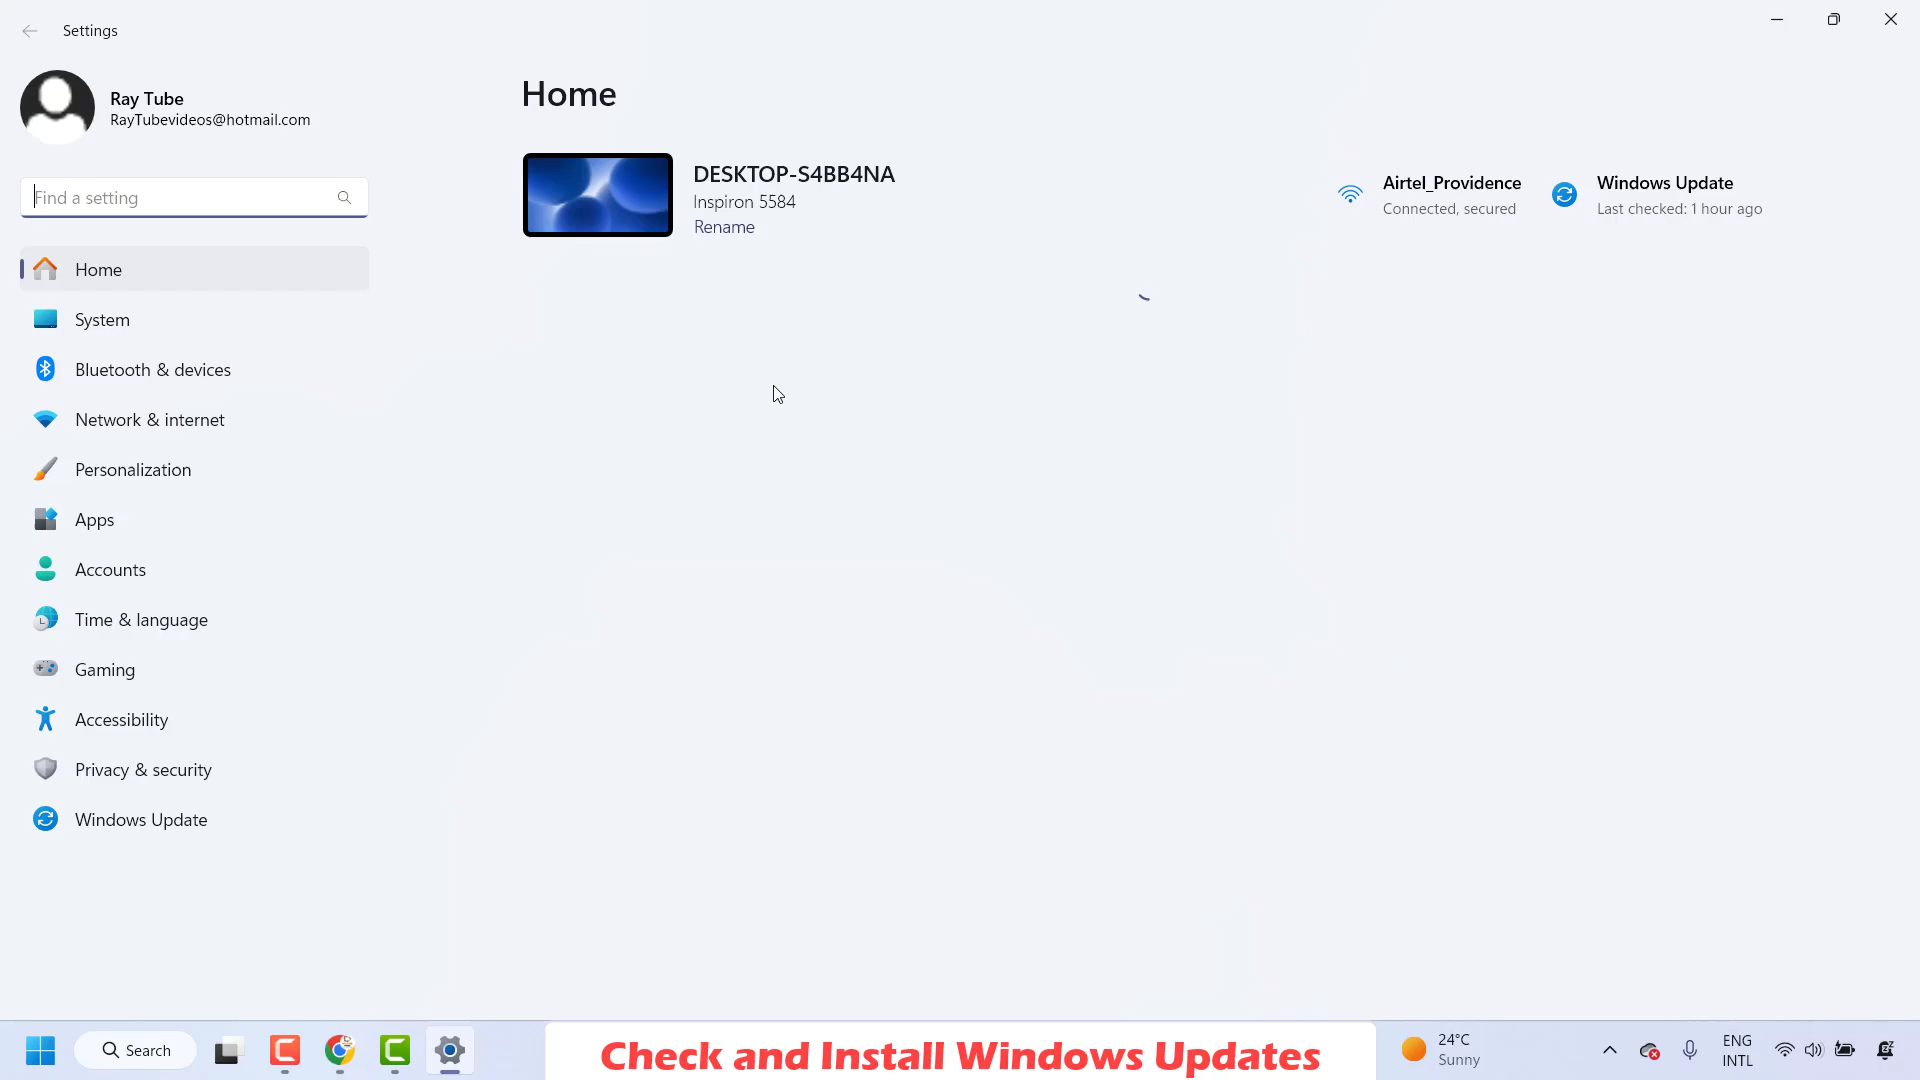 Settings
Ray Tube
RayTubevideos@hotmail.com
Find a setting
Home
System
Bluetooth & devices
Network & internet
Personalization
Apps
Accounts
Time & language
Gaming
Accessibility
Privacy & security
Windows Update
Home
DESKTOP-S4BB4NA
Inspiron 5584
Rename
Airtel_Providence
Connected, secured
Windows Update
Last checked: 1 hour ago
Search
Check and Install Windows Updates
24°C
Sunny
ENG
INTL